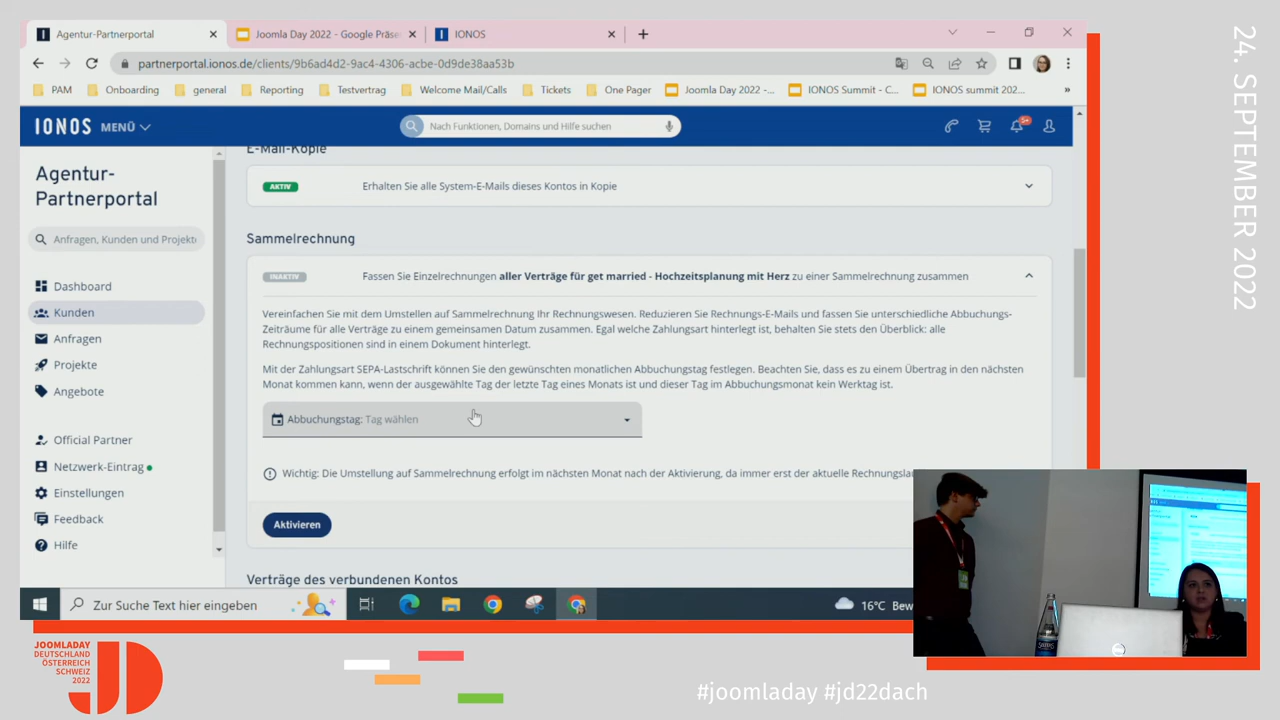 Agentur-Partnerportal
Joomla Day 2022 - Google Präse
IONOS
partnerportal.ionos.de/clients/9b6ad4d2-9ac4-4306-acbe-0d9de38aa53b
PAM
Onboarding
general
Reporting
Testvertrag
Welcome Mail/Calls
Tickets
One Pager
Joomla Day 2022 -...
IONOS Summit - C...
IONOS summit 202...
»
IONOS MENÜ
Nach Funktionen, Domains und Hilfe suchen
5+
Agentur-
Partnerportal
Anfragen, Kunden und Projekte
Dashboard
Kunden
Anfragen
Projekte
Angebote
Official Partner
Netzwerk-Eintrag
Einstellungen
Feedback
Hilfe
E-Mail-Kopie
AKTIV Erhalten Sie alle System-E-Mails dieses Kontos in Kopie
Sammelrechnung
INAKTIV Fassen Sie Einzelrechnungen aller Verträge für get married - Hochzeitsplanung mit Herz zu einer Sammelrechnung zusammen
Vereinfachen Sie mit dem Umstellen auf Sammelrechnung Ihr Rechnungswesen. Reduzieren Sie Rechnungs-E-Mails und fassen Sie unterschiedliche Abbuchungs-
Zeiträume für alle Verträge zu einem gemeinsamen Datum zusammen. Egal welche Zahlungsart hinterlegt ist, behalten Sie stets den Überblick: alle
Rechnungspositionen sind in einem Dokument hinterlegt.
Mit der Zahlungsart SEPA-Lastschrift können Sie den gewünschten monatlichen Abbuchungstag festlegen. Beachten Sie, dass es zu einem Übertrag in den nächsten
Monat kommen kann, wenn der ausgewählte Tag der letzte Tag eines Monats ist und dieser Tag im Abbuchungsmonat kein Werktag ist.
Abbuchungstag: Tag wählen
Wichtig: Die Umstellung auf Sammelrechnung erfolgt im nächsten Monat nach der Aktivierung, da immer erst der aktuelle Rechnungslau
Aktivieren
Verträge des verbundenen Kontos
Zur Suche Text hier eingeben
16°C Bew
24. SEPTEMBER 2022
JOOMLADAY
DEUTSCHLAND
ÖSTERREICH
SCHWEIZ
2022
#joomladay #jd22dach